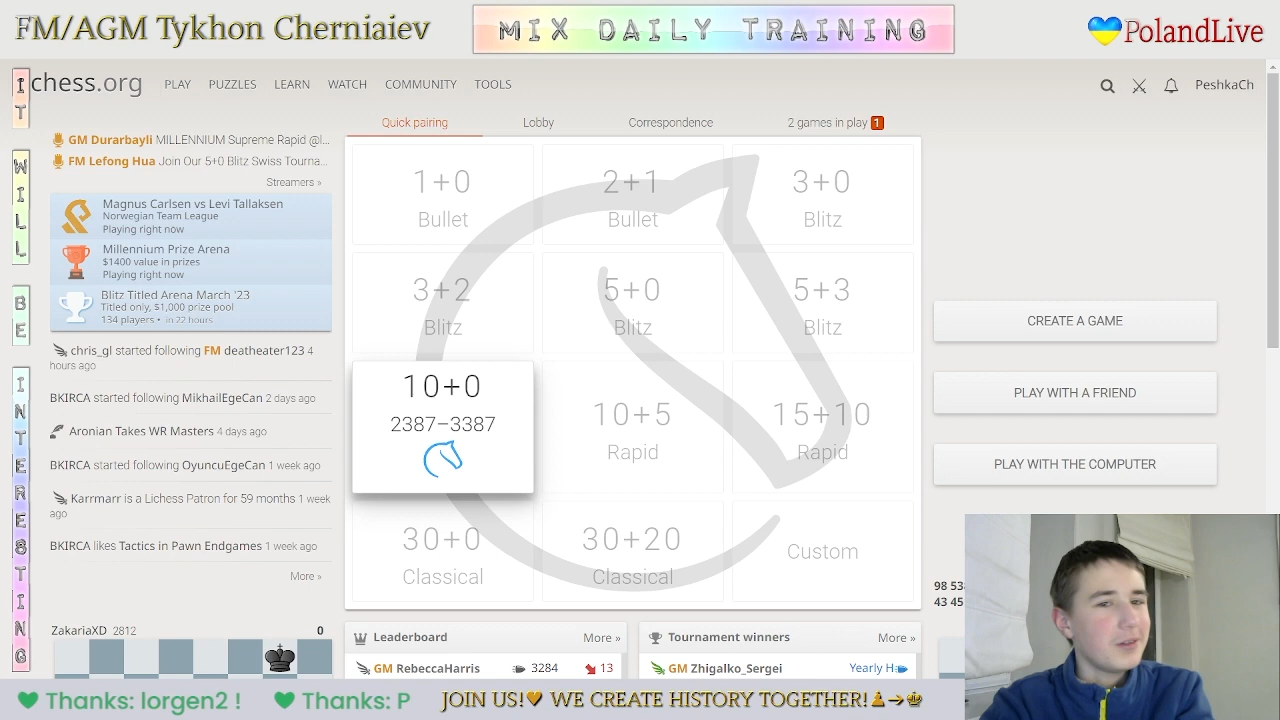 FM/AGM Tykhon Cherniaiev
MIX DAILY TRAINING
PolandLive
IT
WILL
BE
INTERESTING
chess.org
PLAY PUZZLES LEARN WATCH COMMUNITY TOOLS
PeshkaCh
Quick pairing Lobby Correspondence 2 games in play 1
GM Durarbayli MILLENNIUM Supreme Rapid @l...
FM Lefong Hua Join Our 5+0 Blitz Swiss Tourna...
Streamers »
Magnus Carlsen vs Levi Tallaksen
Norwegian Team League
Playing right now
Millennium Prize Arena
$1400 value in prizes
Playing right now
Blitz Titled Arena March '23
Titled only, $1,000 prize pool
134 players • in 22 hours
chris_gl started following FM deatheater123 4
hours ago
BKIRCA started following MikhailEgeCan 2 days ago
Aronian Takes WR Masters 4 days ago
BKIRCA started following OyuncuEgeCan 1 week ago
Karrmarr is a Lichess Patron for 59 months 1 week
ago
BKIRCA likes Tactics in Pawn Endgames 1 week ago
More »
ZakariaXD 2812 0
1+0
Bullet
2+1
Bullet
3+0
Blitz
3+2
Blitz
5+0
Blitz
5+3
Blitz
10+0
2387–3387
10+5
Rapid
15+10
Rapid
30+0
Classical
30+20
Classical
Custom
CREATE A GAME
PLAY WITH A FRIEND
PLAY WITH THE COMPUTER
98 53
43 45
Leaderboard More »
GM RebeccaHarris 3284 13
Tournament winners More »
GM Zhigalko_Sergei Yearly H
Thanks: lorgen2 ! Thanks: P
JOIN US! WE CREATE HISTORY TOGETHER!